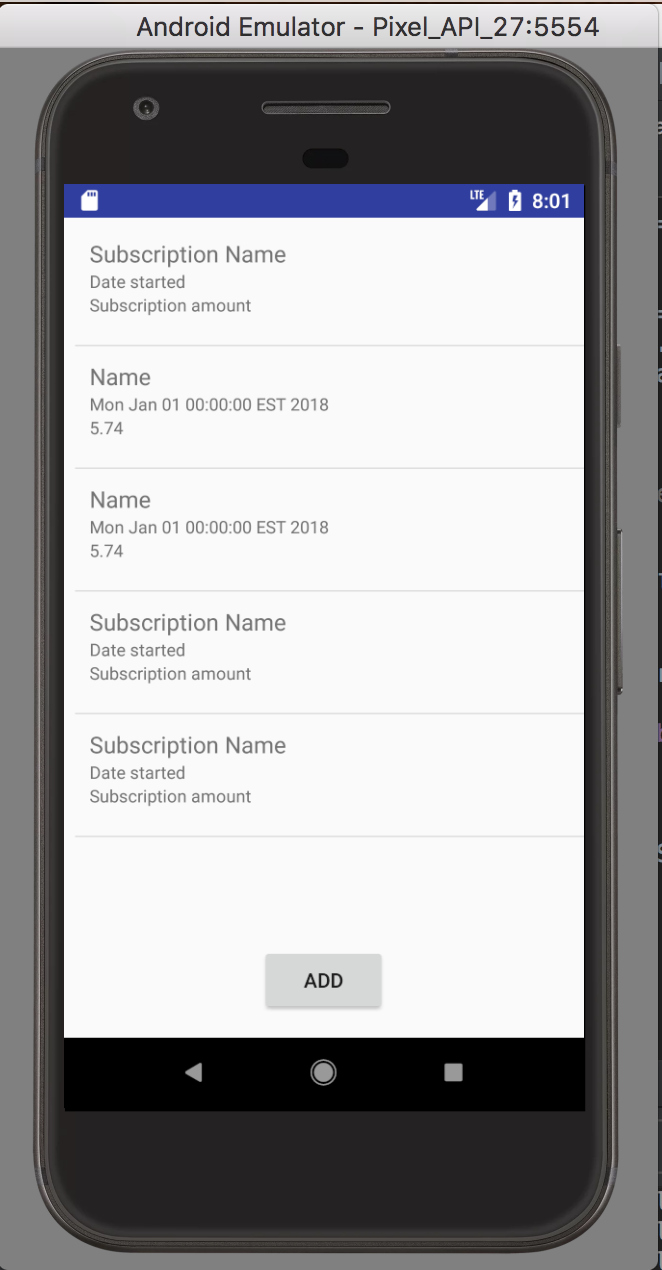 Android Emulator - Pixel_API_27:5554
LTE 8:01
Subscription Name
Date started
Subscription amount
Name
Mon Jan 01 00:00:00 EST 2018
5.74
Name
Mon Jan 01 00:00:00 EST 2018
5.74
Subscription Name
Date started
Subscription amount
Subscription Name
Date started
Subscription amount
ADD